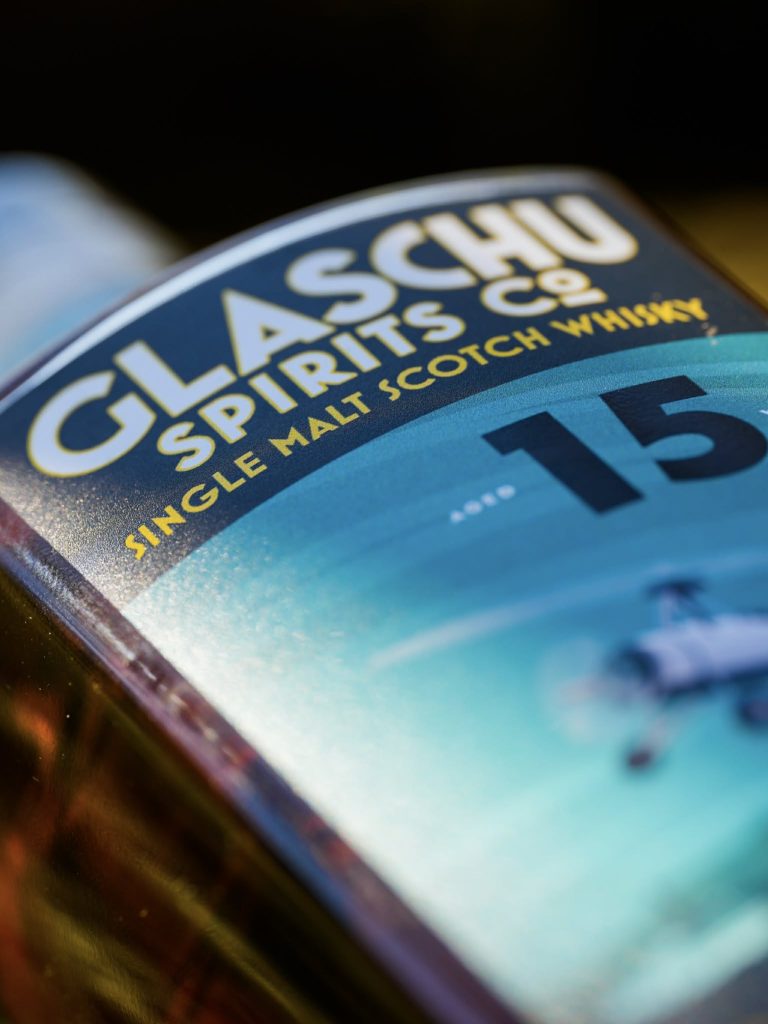 GLASCHU
SPIRITS Cº
SINGLE MALT SCOTCH WHISKY
AGED 15